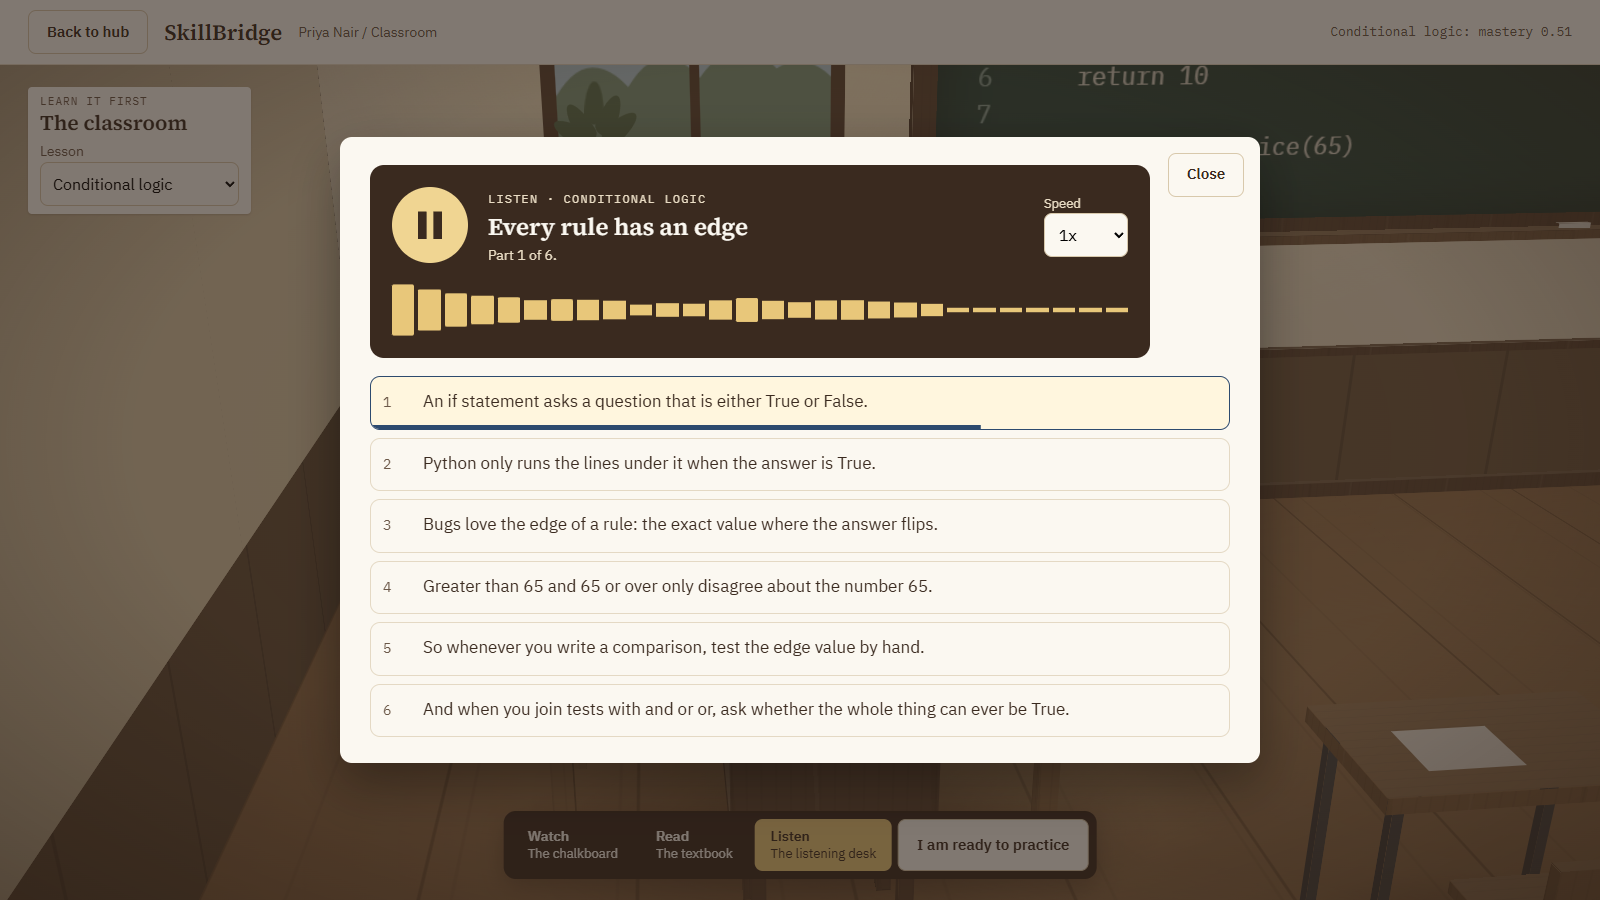 Back to hub
SkillBridge
Priya Nair / Classroom
Conditional logic: mastery 0.51
LEARN IT FIRST
The classroom
Lesson
Conditional logic
6 return 10
7
ice(65)
Close
LISTEN · CONDITIONAL LOGIC
Every rule has an edge
Part 1 of 6.
Speed
1x
1 An if statement asks a question that is either True or False.
2 Python only runs the lines under it when the answer is True.
3 Bugs love the edge of a rule: the exact value where the answer flips.
4 Greater than 65 and 65 or over only disagree about the number 65.
5 So whenever you write a comparison, test the edge value by hand.
6 And when you join tests with and or or, ask whether the whole thing can ever be True.
Watch
The chalkboard
Read
The textbook
Listen
The listening desk
I am ready to practice